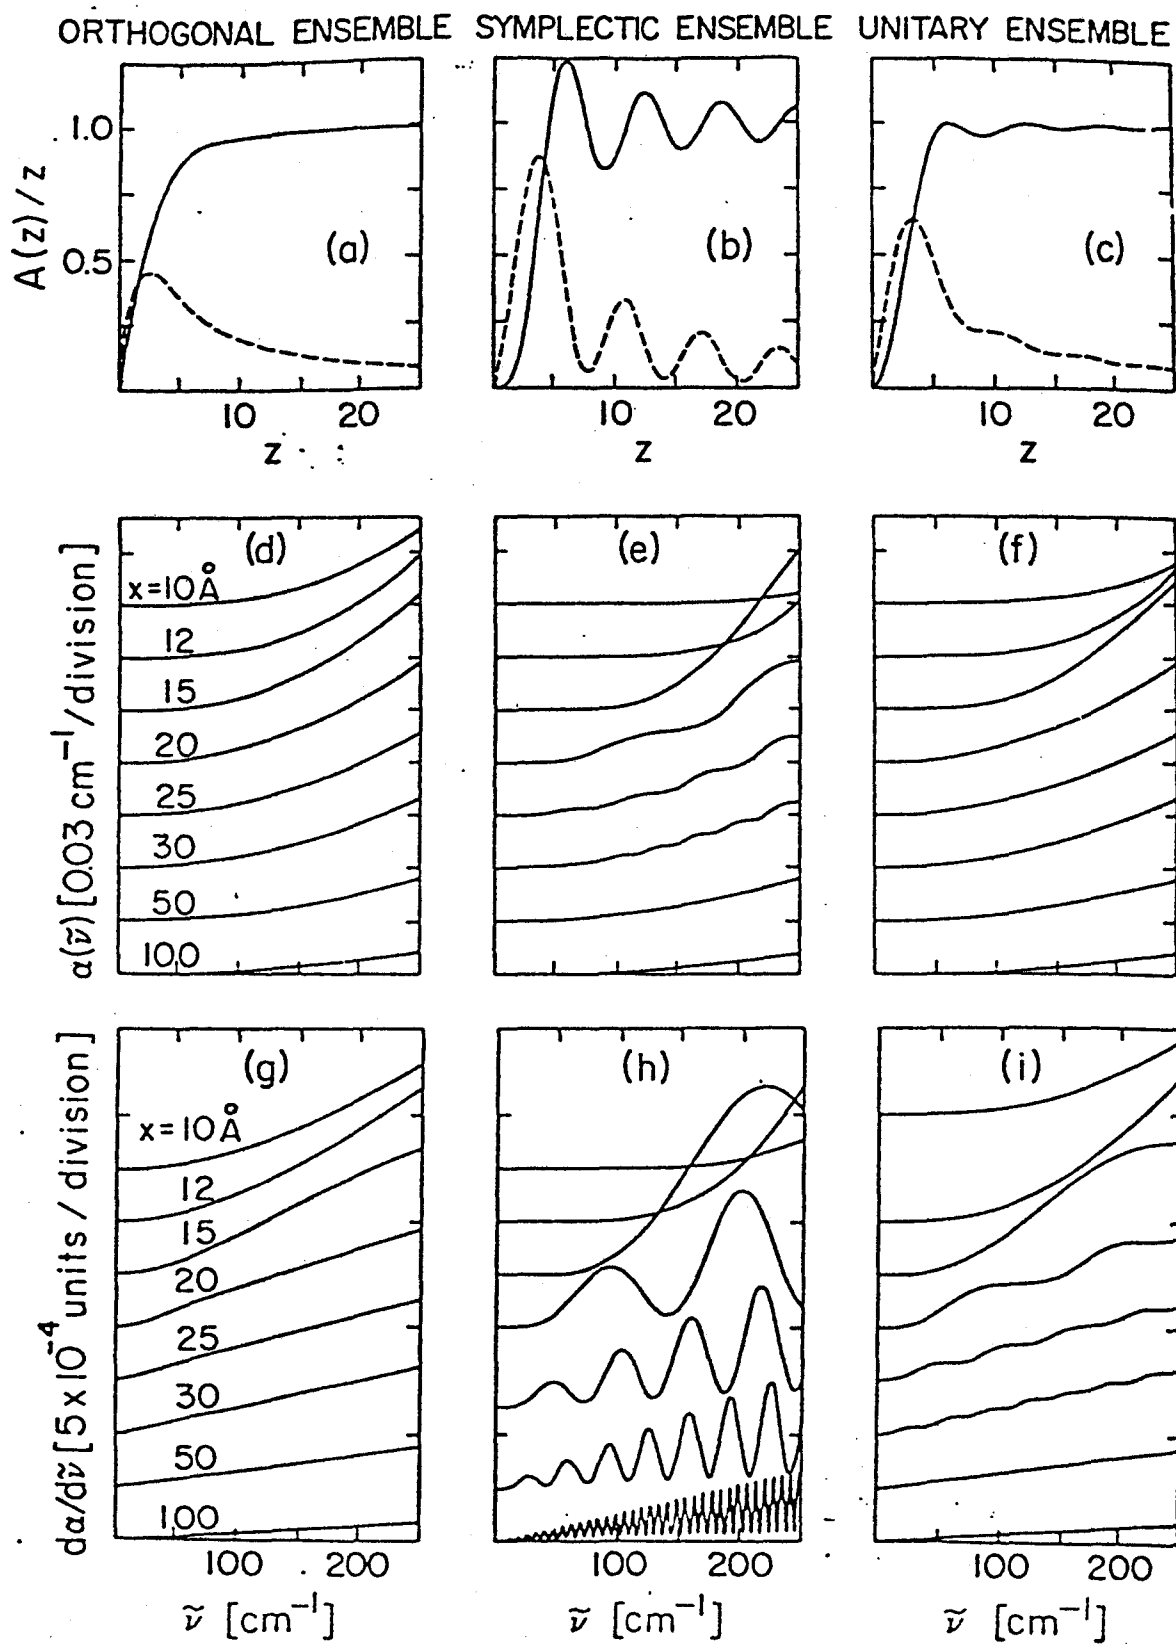 ORTHOGONAL ENSEMBLE SYMPLECTIC ENSEMBLE UNITARY ENSEMBLE
A(z)/z
1.0
0.5
(a)
(b)
(c)
10 20
10 20
10 20
z
z
z
α(ν̃) [0.03 cm⁻¹/division]
(d)
(e)
(f)
x=10Å
12
15
20
25
30
50
100
dα/dν̃ [5x10⁻⁴ units / division]
(g)
(h)
(i)
x=10Å
12
15
20
25
30
50
100
100 200
100 200
100 200
ν̃ [cm⁻¹]
ν̃ [cm⁻¹]
ν̃ [cm⁻¹]